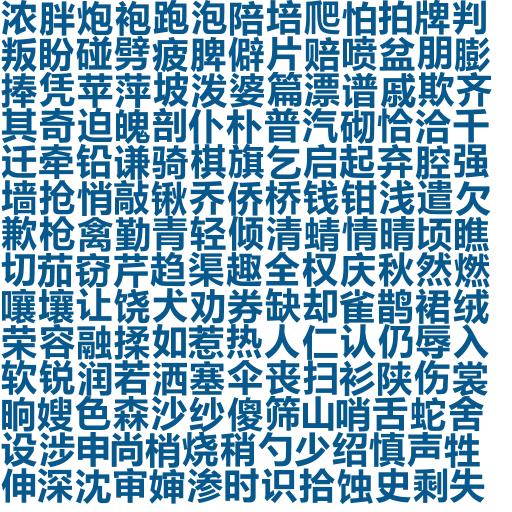 浓胖炮袍跑泡陪培爬怕拍牌判
叛盼碰劈疲脾僻片赔喷盆朋膨
捧凭苹萍坡泼婆篇漂谱戚欺齐
其奇迫魄剖仆朴普汽砌恰洽千
迁牵铅谦骑棋旗乞启起弃腔强
墙抢悄敲锹乔侨桥钱钳浅遣欠
歉枪禽勤青轻倾清蜻情晴顷瞧
切茄窃芹趋渠趣全权庆秋然燃
嚷壤让饶犬劝券缺却雀鹊裙绒
荣容融揉如惹热人仁认仍辱入
软锐润若洒塞伞丧扫衫陕伤裳
晌嫂色森沙纱傻筛山哨舌蛇舍
设涉申尚梢烧稍勺少绍慎声牲
伸深沈审婶渗时识拾蚀史剩失